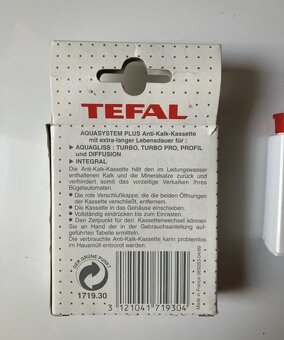 TEFAL
AQUASYSTEM PLUS Anti-Kalk-Kassette
mit extra-langer Lebensdauer für :
▶ AQUAGLISS : TURBO, TURBO PRO, PROFIL
und DIFFUSION
▶ INTEGRAL
Die Anti-Kalk-Kassette hält den im Leitungswasser
enthaltenen Kalk und die Mineralsalze zurück und
verhindert somit das vorzeitige Verkalken Ihres
Bügelautomaten.
• Die rote Verschlußkappe, die beiden Öffnungen
der Kassette verschließt, entfernen.
• Die Kassette in das Gehäuse einschieben.
• Vollständig eindrücken bis zum Einrasten.
• Den Zeitpunkt für den Kassettenwechsel können
Sie an Hand der in der Gebrauchsanleitung auf-
geführten Tabelle ermitteln.
Die verbrauchte Anti-Kalk-Kassette kann problemlos
im Hausmüll entsorgt werden.
DER GRÜNE PUNKT
1719.30
3 121041 719304
Made in France